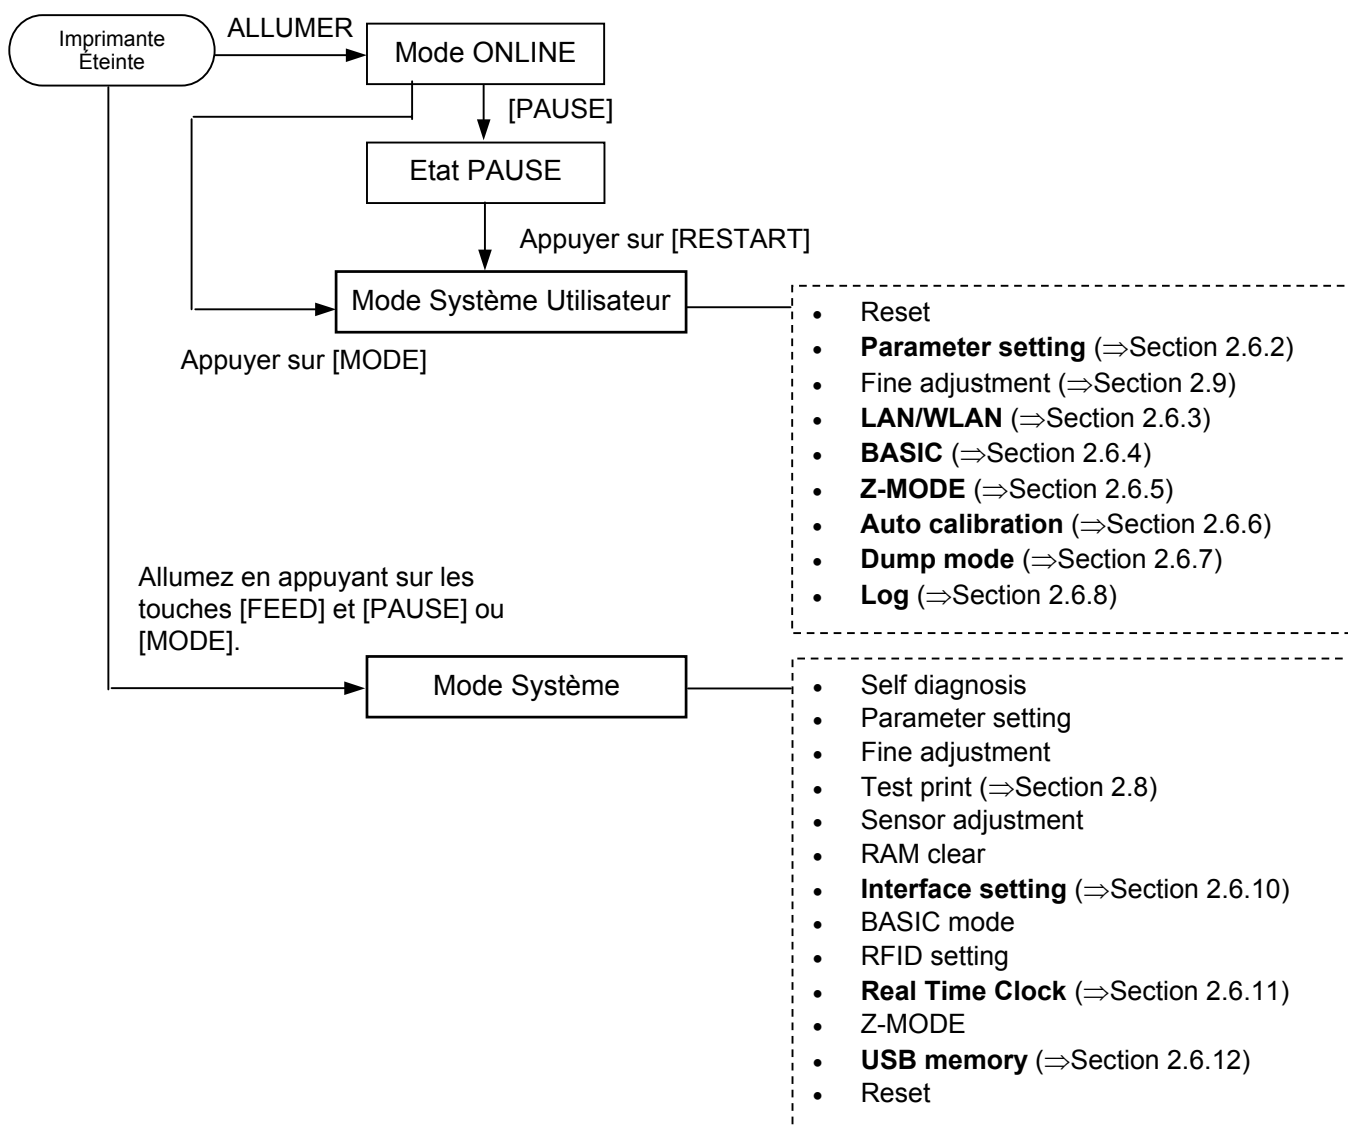 Imprimante
Éteinte
ALLUMER
Mode ONLINE
[PAUSE]
Etat PAUSE
Appuyer sur [RESTART]
Mode Système Utilisateur
Appuyer sur [MODE]
• Reset
• Parameter setting (⇒Section 2.6.2)
• Fine adjustment (⇒Section 2.9)
• LAN/WLAN (⇒Section 2.6.3)
• BASIC (⇒Section 2.6.4)
• Z-MODE (⇒Section 2.6.5)
• Auto calibration (⇒Section 2.6.6)
• Dump mode (⇒Section 2.6.7)
• Log (⇒Section 2.6.8)
Allumez en appuyant sur les
touches [FEED] et [PAUSE] ou
[MODE].
Mode Système
• Self diagnosis
• Parameter setting
• Fine adjustment
• Test print (⇒Section 2.8)
• Sensor adjustment
• RAM clear
• Interface setting (⇒Section 2.6.10)
• BASIC mode
• RFID setting
• Real Time Clock (⇒Section 2.6.11)
• Z-MODE
• USB memory (⇒Section 2.6.12)
• Reset